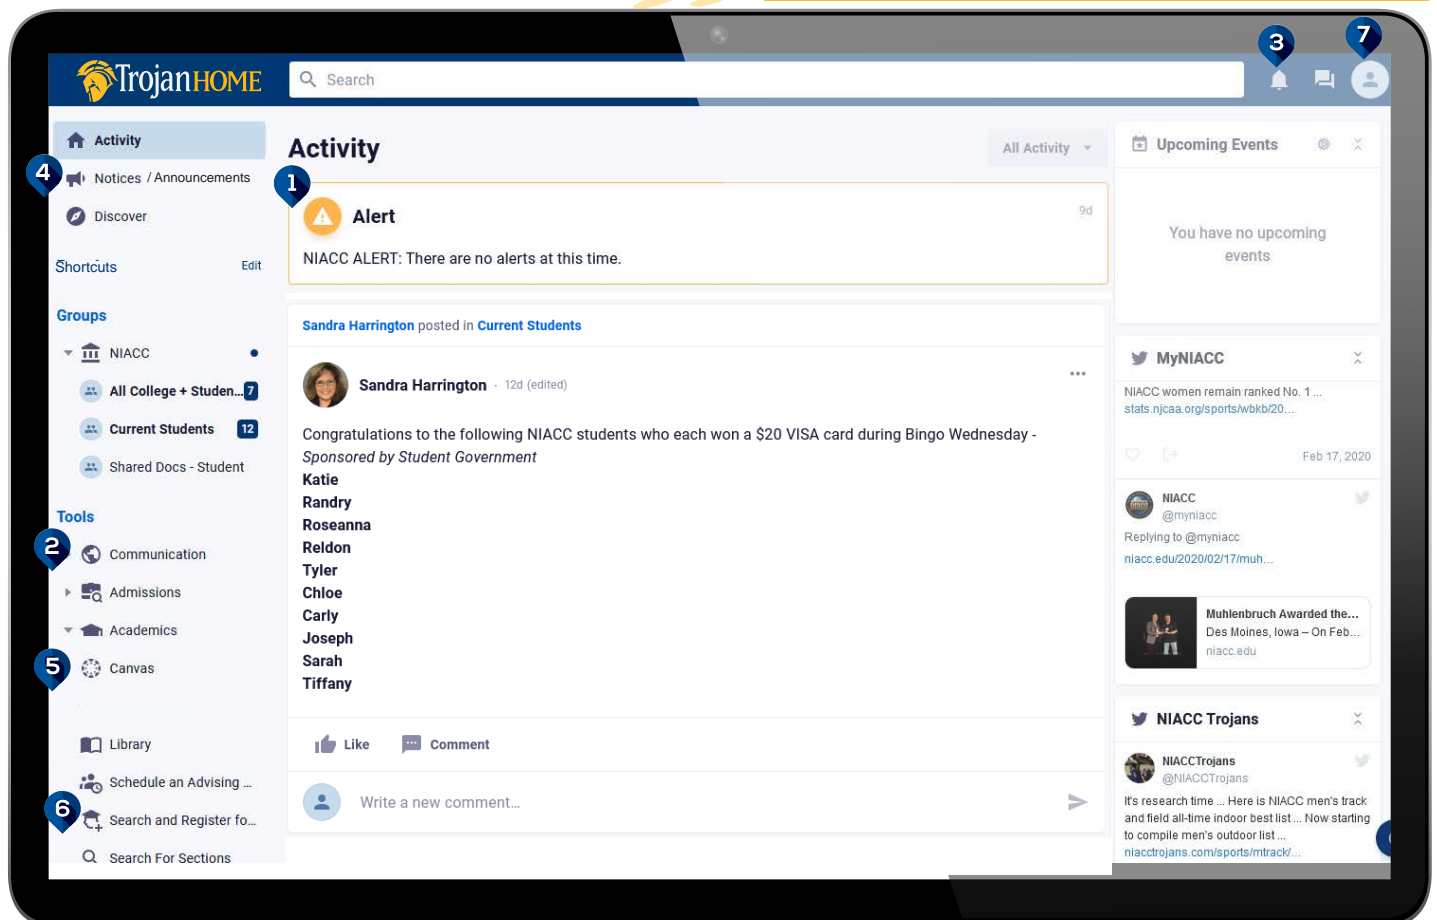 TrojanHOME
Search
3
7
Activity
4
Notices / Announcements
Discover
Shortcuts
Edit
Groups
NIACC
All College + Studen...
7
Current Students
12
Shared Docs - Student
Tools
2
Communication
Admissions
Academics
5
Canvas
Library
Schedule an Advising ...
6
Search and Register fo...
Search For Sections
Activity
All Activity
1
Alert
9d
NIACC ALERT: There are no alerts at this time.
Sandra Harrington posted in Current Students
Sandra Harrington · 12d (edited)
Congratulations to the following NIACC students who each won a $20 VISA card during Bingo Wednesday -
Sponsored by Student Government
Katie
Randry
Roseanna
Reldon
Tyler
Chloe
Carly
Joseph
Sarah
Tiffany
Like
Comment
Write a new comment...
Upcoming Events
You have no upcoming
events
MyNIACC
NIACC women remain ranked No. 1 ...
stats.njcaa.org/sports/wbkb/20...
Feb 17, 2020
NIACC
@myniacc
Replying to @myniacc
niacc.edu/2020/02/17/muh...
Muhlenbruch Awarded the...
Des Moines, Iowa – On Feb...
niacc.edu
NIACC Trojans
NIACCTrojans
@NIACCTrojans
It's research time ... Here is NIACC men's track
and field all-time indoor best list ... Now starting
to compile men's outdoor list ...
niacctrojans.com/sports/mtrack/...